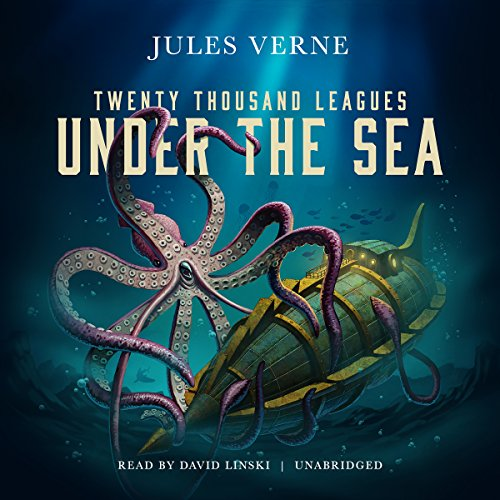 JULES VERNE
TWENTY THOUSAND LEAGUES
UNDER THE SEA
READ BY DAVID LINSKI | UNABRIDGED